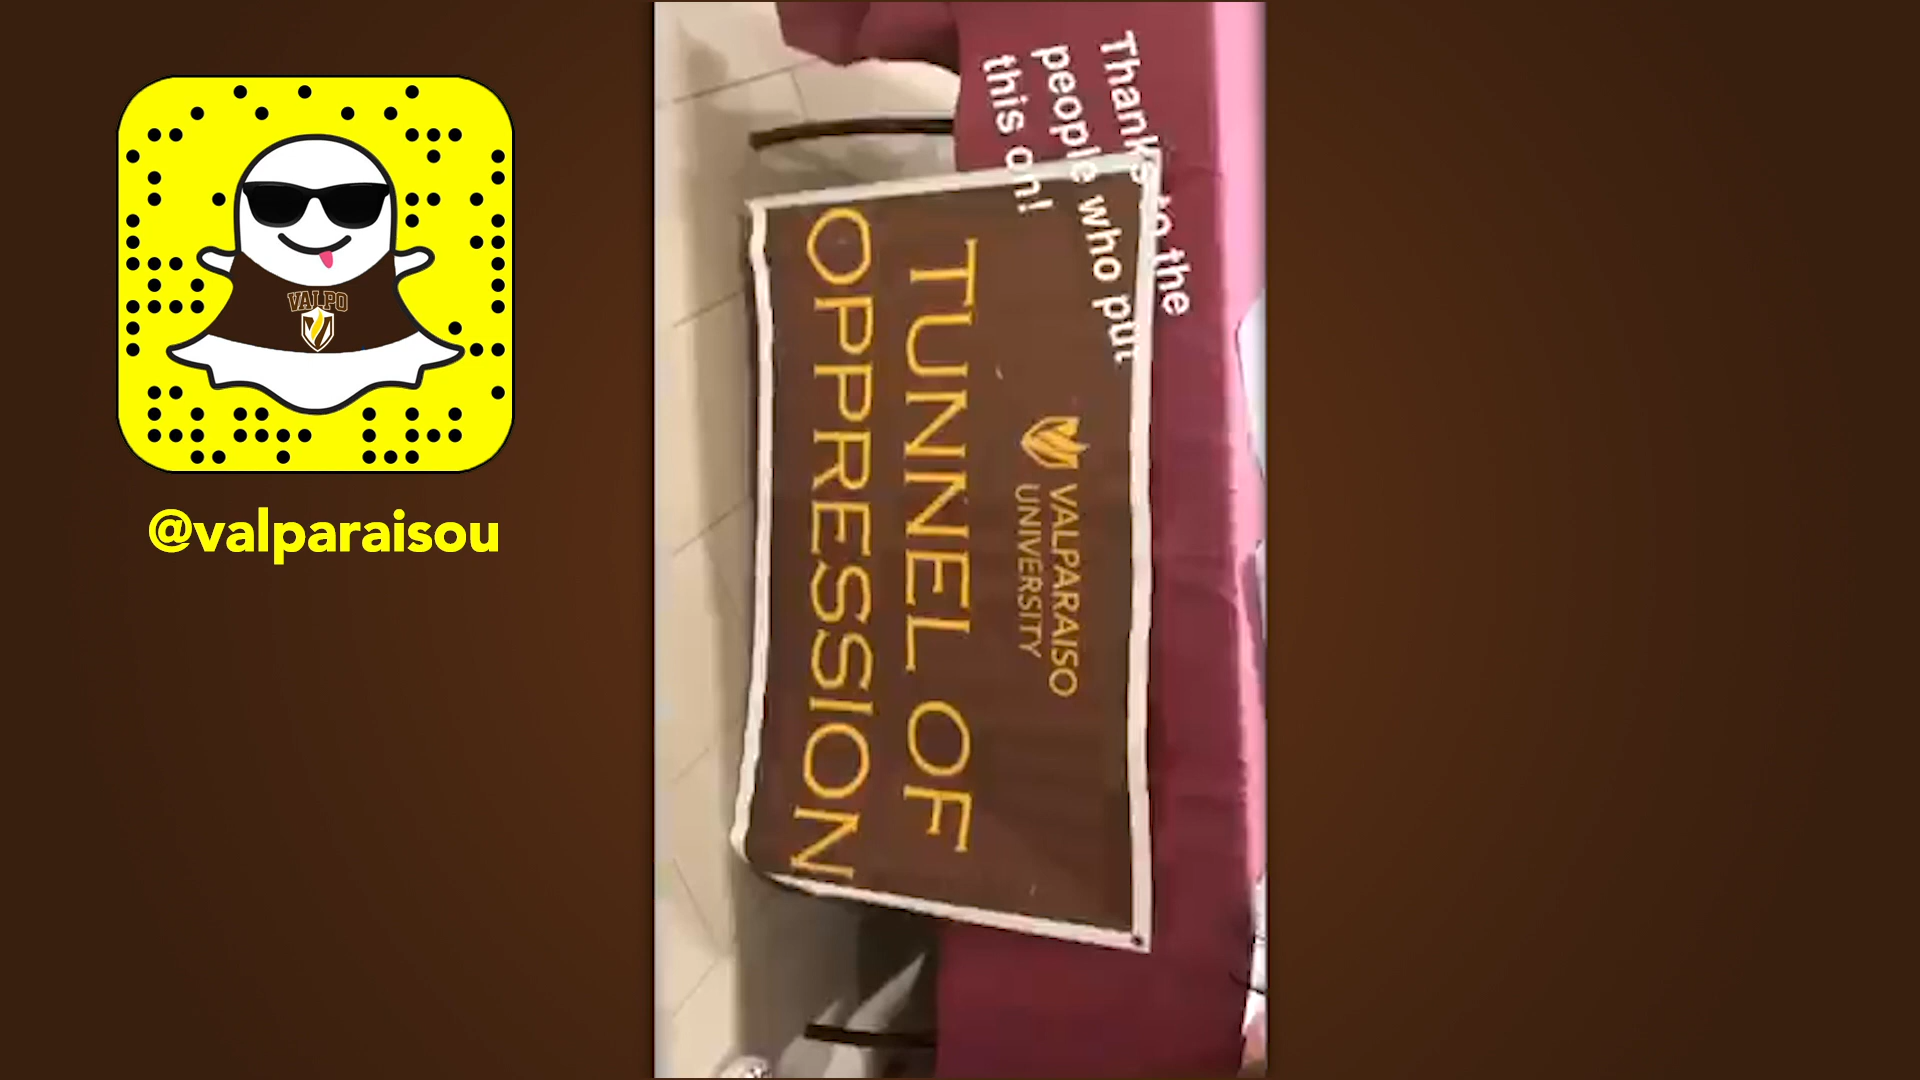 VALPO
@valparaisou
Thanks to the
people who put
this on!
VALPARAISO
UNIVERSITY
TUNNEL OF
OPPRESSION